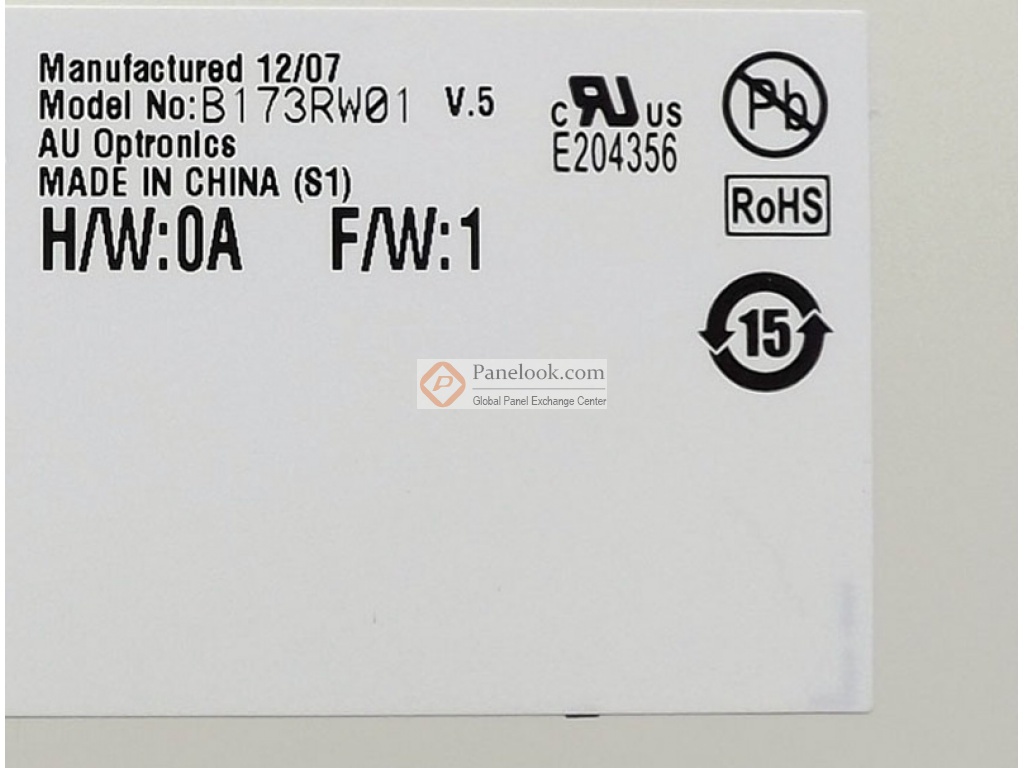 Manufactured 12/07
Model No:B173RW01 V.5
AU Optronics
MADE IN CHINA (S1)
H/W:0A F/W:1
c RU US
E204356
Pb
RoHS
15
Panelook.com
Global Panel Exchange Center